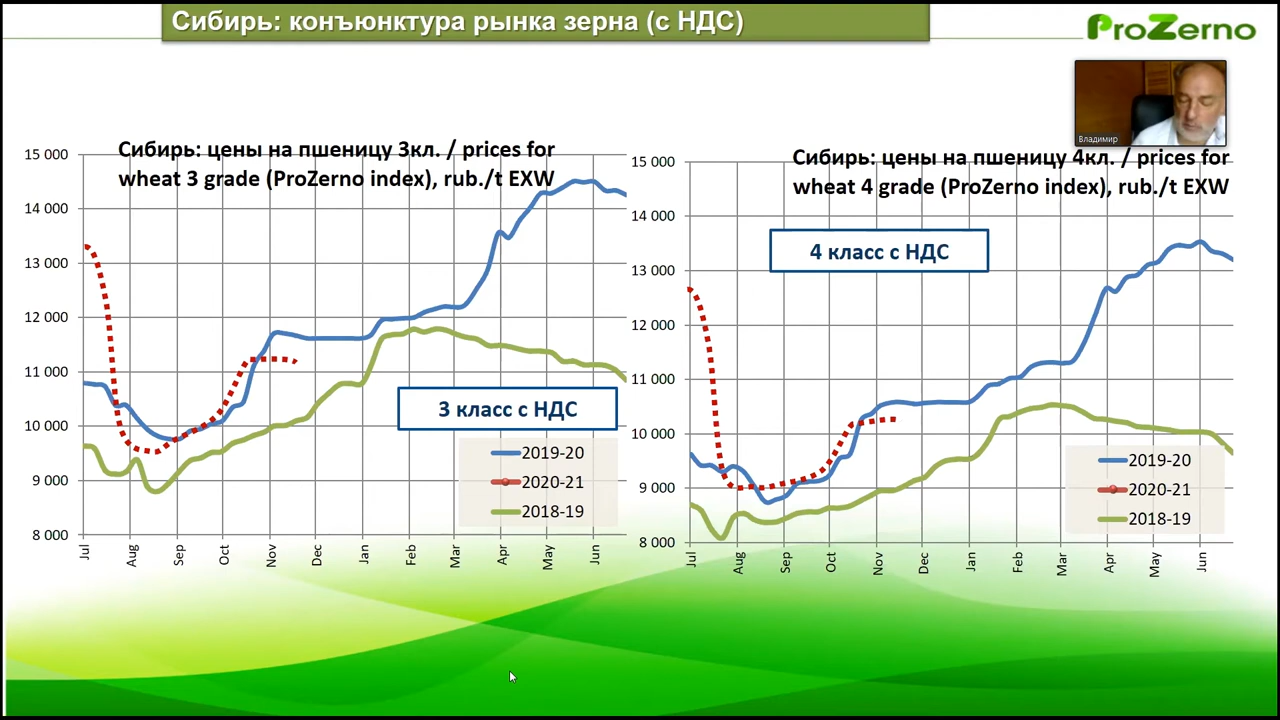 Сибирь: конъюнктура рынка зерна (с НДС)
ProZerno
Владимир
Сибирь: цены на пшеницу 3кл. / prices for
wheat 3 grade (ProZerno index), rub./t EXW
15 000
14 000
13 000
12 000
11 000
10 000
9 000
8 000
3 класс с НДС
2019-20
2020-21
2018-19
Jul
Aug
Sep
Oct
Nov
Dec
Jan
Feb
Mar
Apr
May
Jun
Сибирь: цены на пшеницу 4кл. / prices for
wheat 4 grade (ProZerno index), rub./t EXW
15 000
14 000
13 000
12 000
11 000
10 000
9 000
8 000
4 класс с НДС
2019-20
2020-21
2018-19
Jul
Aug
Sep
Oct
Nov
Dec
Jan
Feb
Mar
Apr
May
Jun